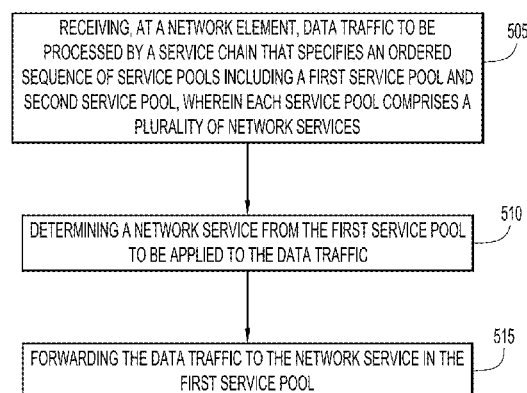 RECEIVING, AT A NETWORK ELEMENT, DATA TRAFFIC TO BE
PROCESSED BY A SERVICE CHAIN THAT SPECIFIES AN ORDERED
SEQUENCE OF SERVICE POOLS INCLUDING A FIRST SERVICE POOL AND
SECOND SERVICE POOL, WHEREIN EACH SERVICE POOL COMPRISES A
PLURALITY OF NETWORK SERVICES
505
DETERMINING A NETWORK SERVICE FROM THE FIRST SERVICE POOL
TO BE APPLIED TO THE DATA TRAFFIC
510
FORWARDING THE DATA TRAFFIC TO THE NETWORK SERVICE IN THE
FIRST SERVICE POOL
515